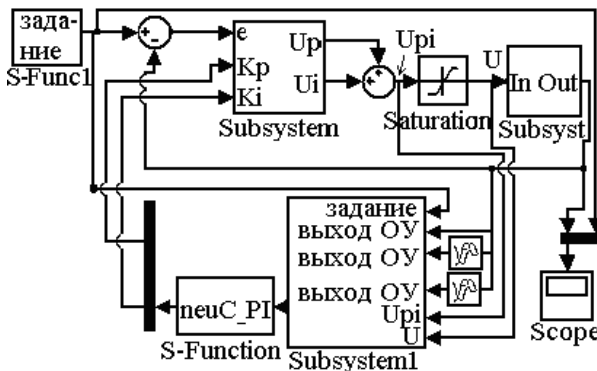 зада-
ние
S-Func1
e
Kp
Ki
Up
Ui
Subsystem
Upi
Saturation
U
In Out
Subsyst
задание
выход ОУ
выход ОУ
выход ОУ
Upi
U
Subsystem1
neuC_PI
S-Function
Scope